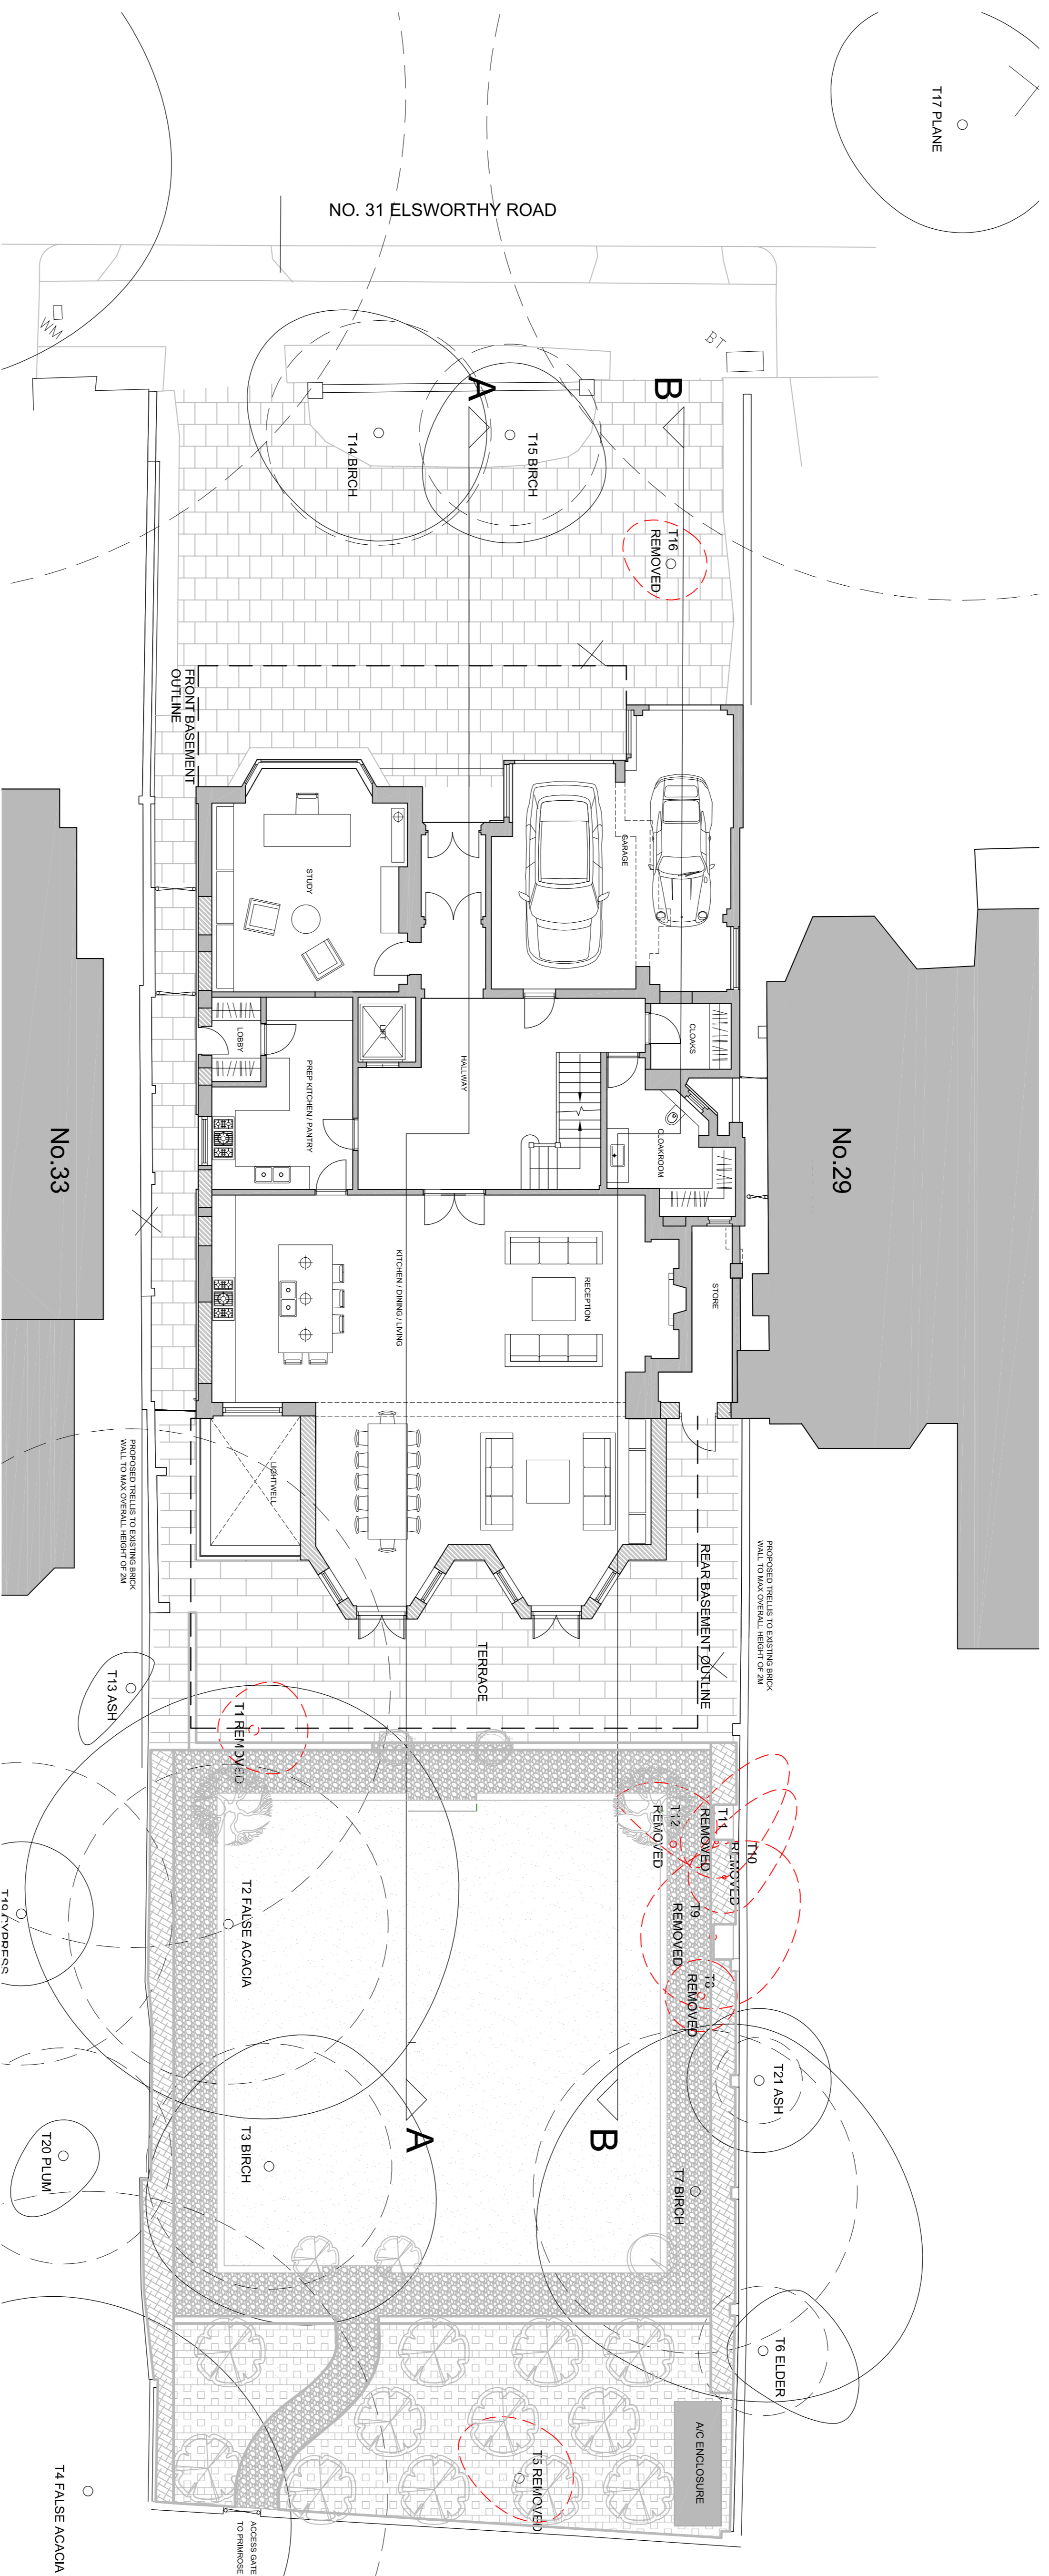 T17 PLANE
NO. 31 ELSWORTHY ROAD
WM
BT
A
B
T14 BIRCH
T15 BIRCH
T16
REMOVED
FRONT BASEMENT
OUTLINE
STUDY
GARAGE
LOBBY
PREP KITCHEN / PANTRY
LIFT
HALLWAY
CLOAKS
CLOAKROOM
No.33
No.29
KITCHEN / DINING / LIVING
RECEPTION
STORE
LIGHTWELL
PROPOSED TRELLIS TO EXISTING BRICK
WALL TO MAX OVERALL HEIGHT OF 2M
PROPOSED TRELLIS TO EXISTING BRICK
WALL TO MAX OVERALL HEIGHT OF 2M
REAR BASEMENT OUTLINE
TERRACE
T13 ASH
T1 REMOVED
T12
REMOVED
T11
REMOVED
T10
REMOVED
T9
REMOVED
T8
REMOVED
T19 CYPRESS
T2 FALSE ACACIA
T21 ASH
T20 PLUM
T3 BIRCH
A
B
T7 BIRCH
T6 ELDER
A/C ENCLOSURE
T5 REMOVED
T4 FALSE ACACIA
ACCESS GATE
TO PRIMROSE